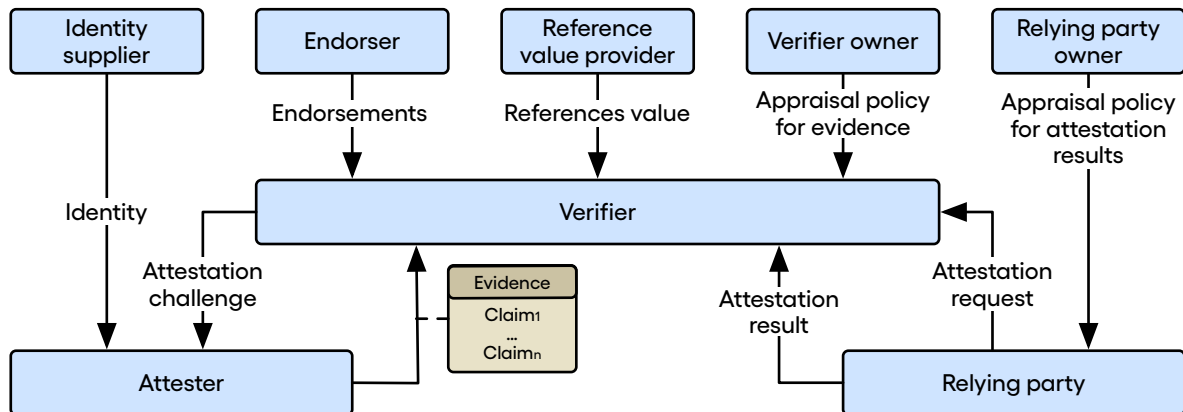 Identity
supplier
Endorser
Reference
value provider
Verifier owner
Relying party
owner
Endorsements
References value
Appraisal policy
for evidence
Appraisal policy
for attestation
results
Identity
Verifier
Attestation
challenge
Evidence
Claim₁
...
Claimₙ
Attestation
result
Attestation
request
Attester
Relying party